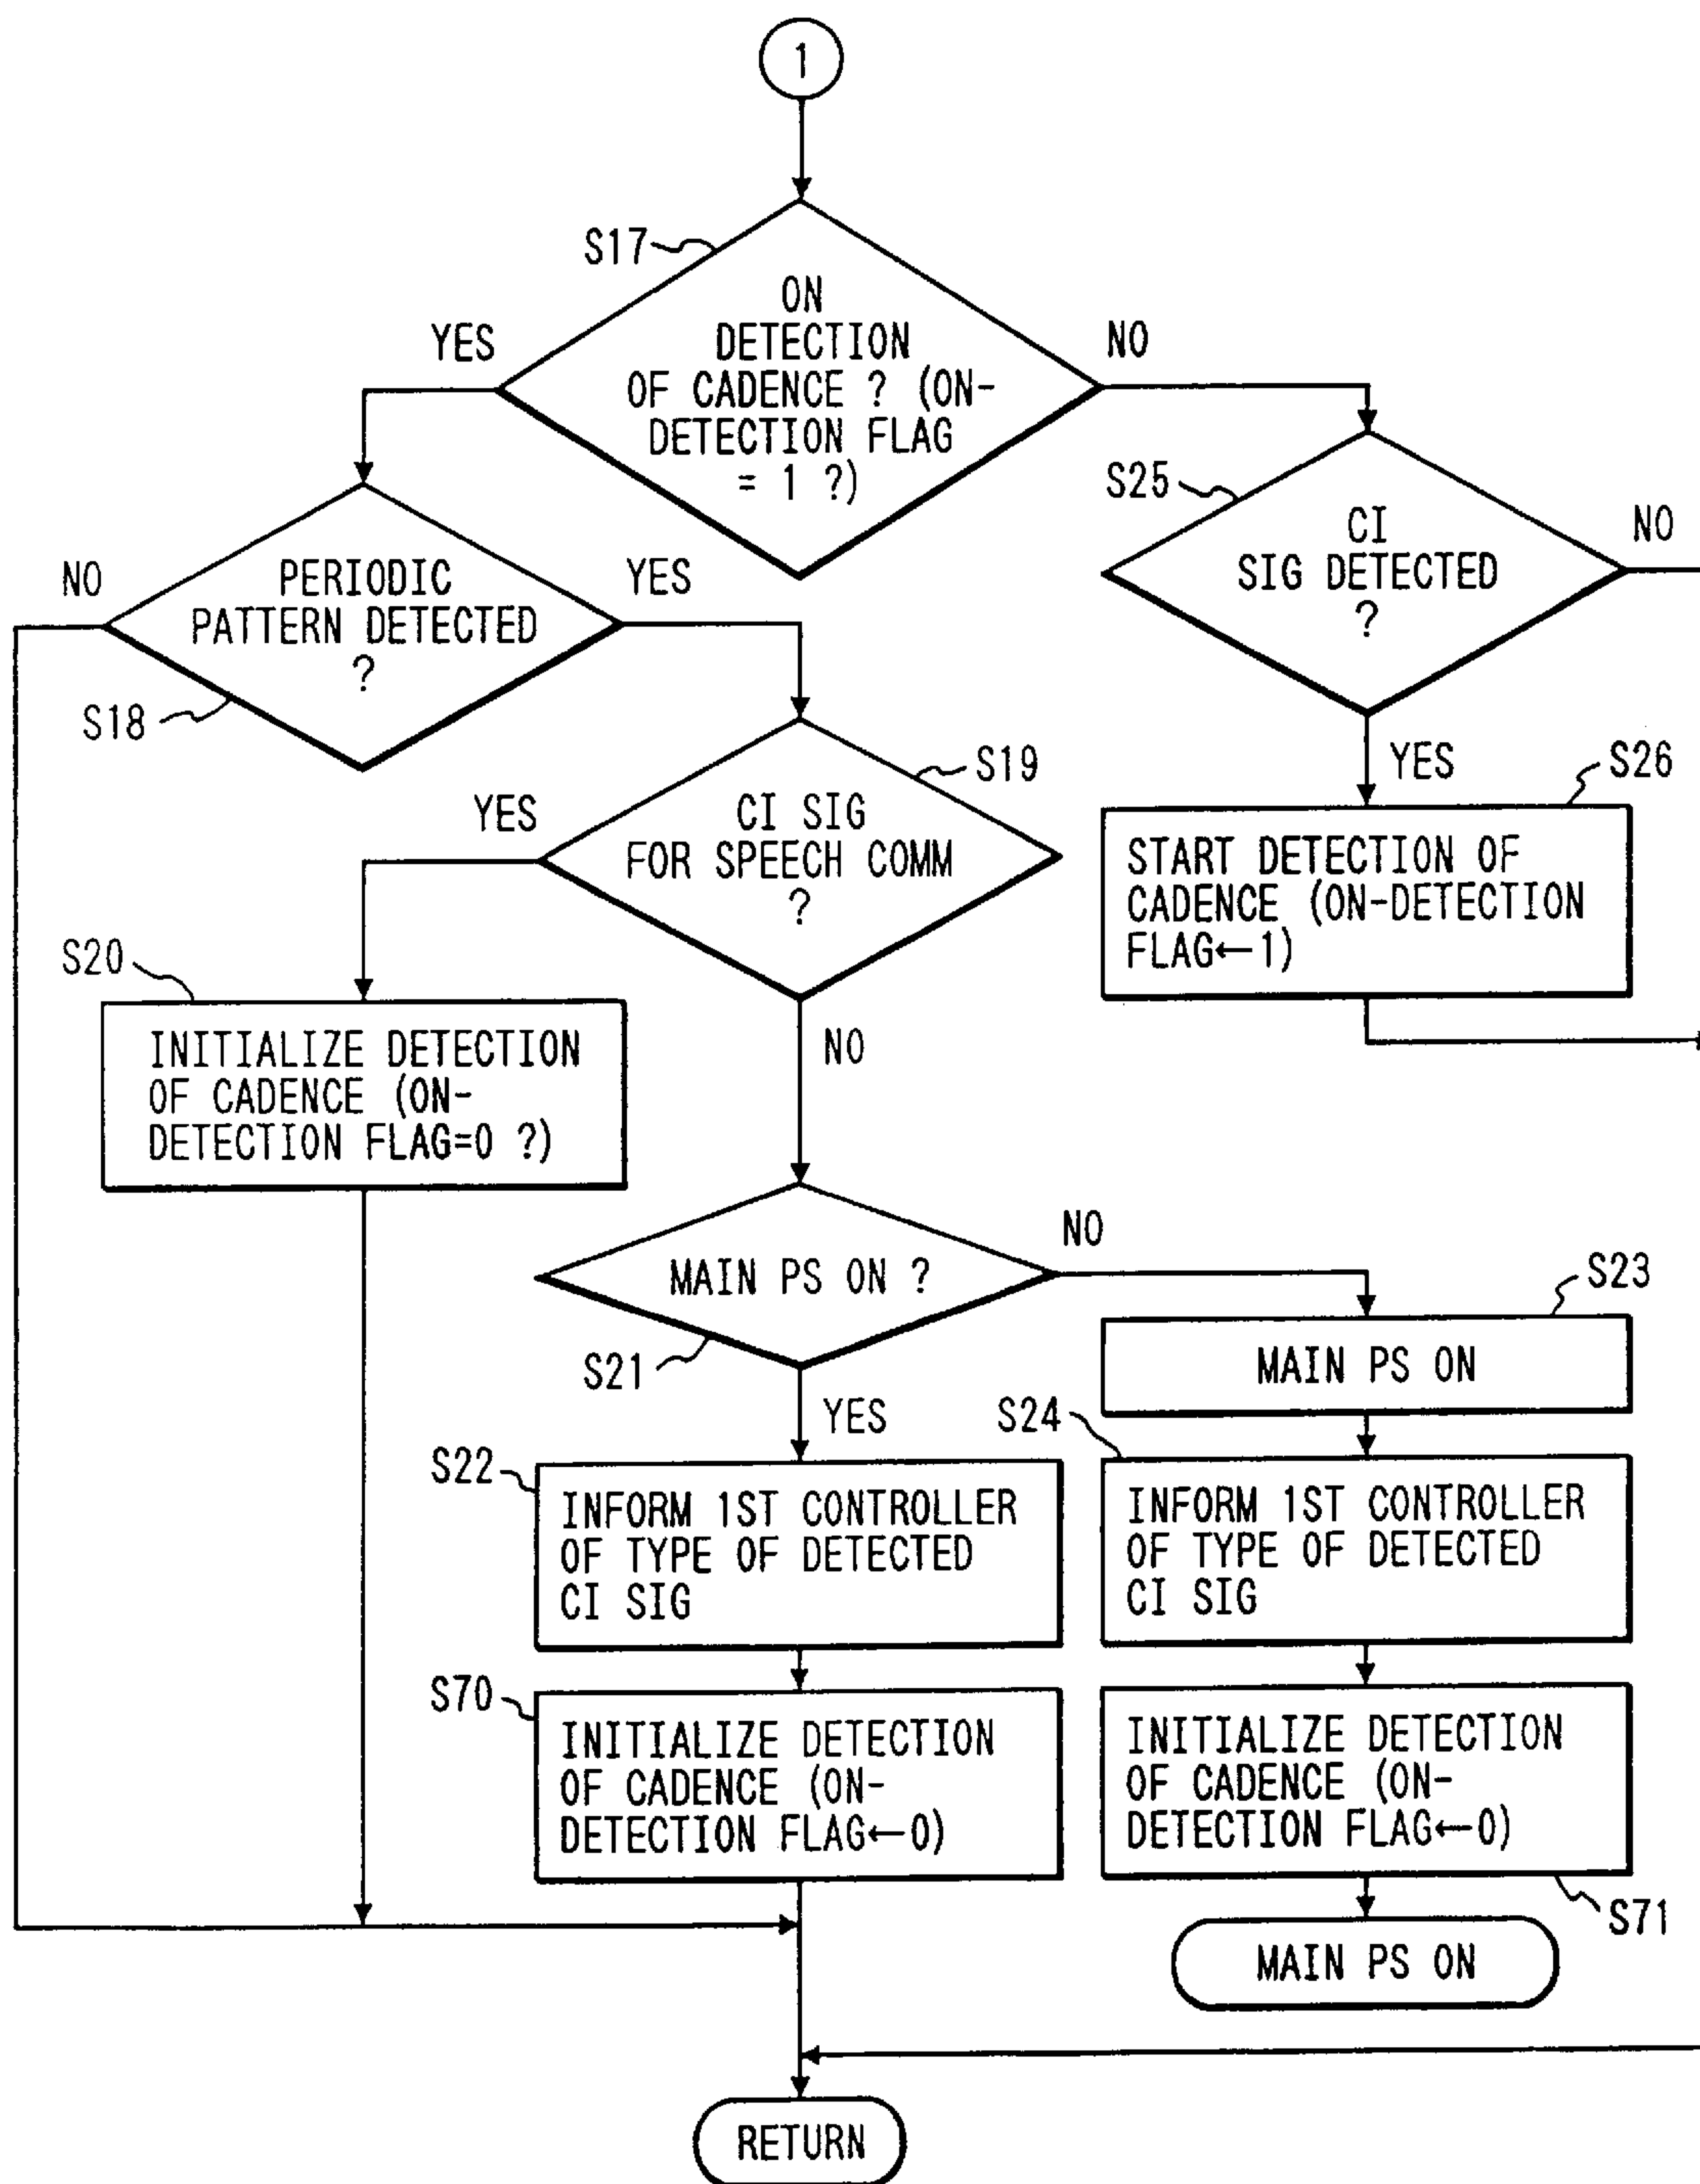 1
S17
ON
DETECTION
OF CADENCE ? (ON-
DETECTION FLAG
= 1 ?)
YES
NO
S25
CI
SIG DETECTED
?
NO
YES
NO
PERIODIC
PATTERN DETECTED
?
YES
S18
S19
CI SIG
FOR SPEECH COMM
?
YES
NO
S26
START DETECTION OF
CADENCE (ON-DETECTION
FLAG←1)
S20
INITIALIZE DETECTION
OF CADENCE (ON-
DETECTION FLAG=0 ?)
MAIN PS ON ?
NO
S21
YES
S23
MAIN PS ON
S22
INFORM 1ST CONTROLLER
OF TYPE OF DETECTED
CI SIG
S24
INFORM 1ST CONTROLLER
OF TYPE OF DETECTED
CI SIG
S70
INITIALIZE DETECTION
OF CADENCE (ON-
DETECTION FLAG←0)
INITIALIZE DETECTION
OF CADENCE (ON-
DETECTION FLAG←0)
S71
MAIN PS ON
RETURN